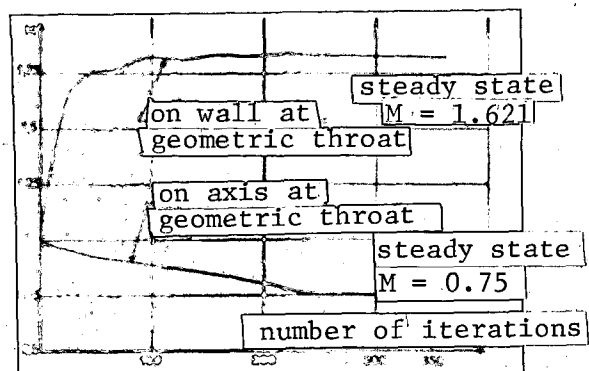 steady state
M = 1.621
on wall at
geometric throat
on axis at
geometric throat
steady state
M = 0.75
number of iterations